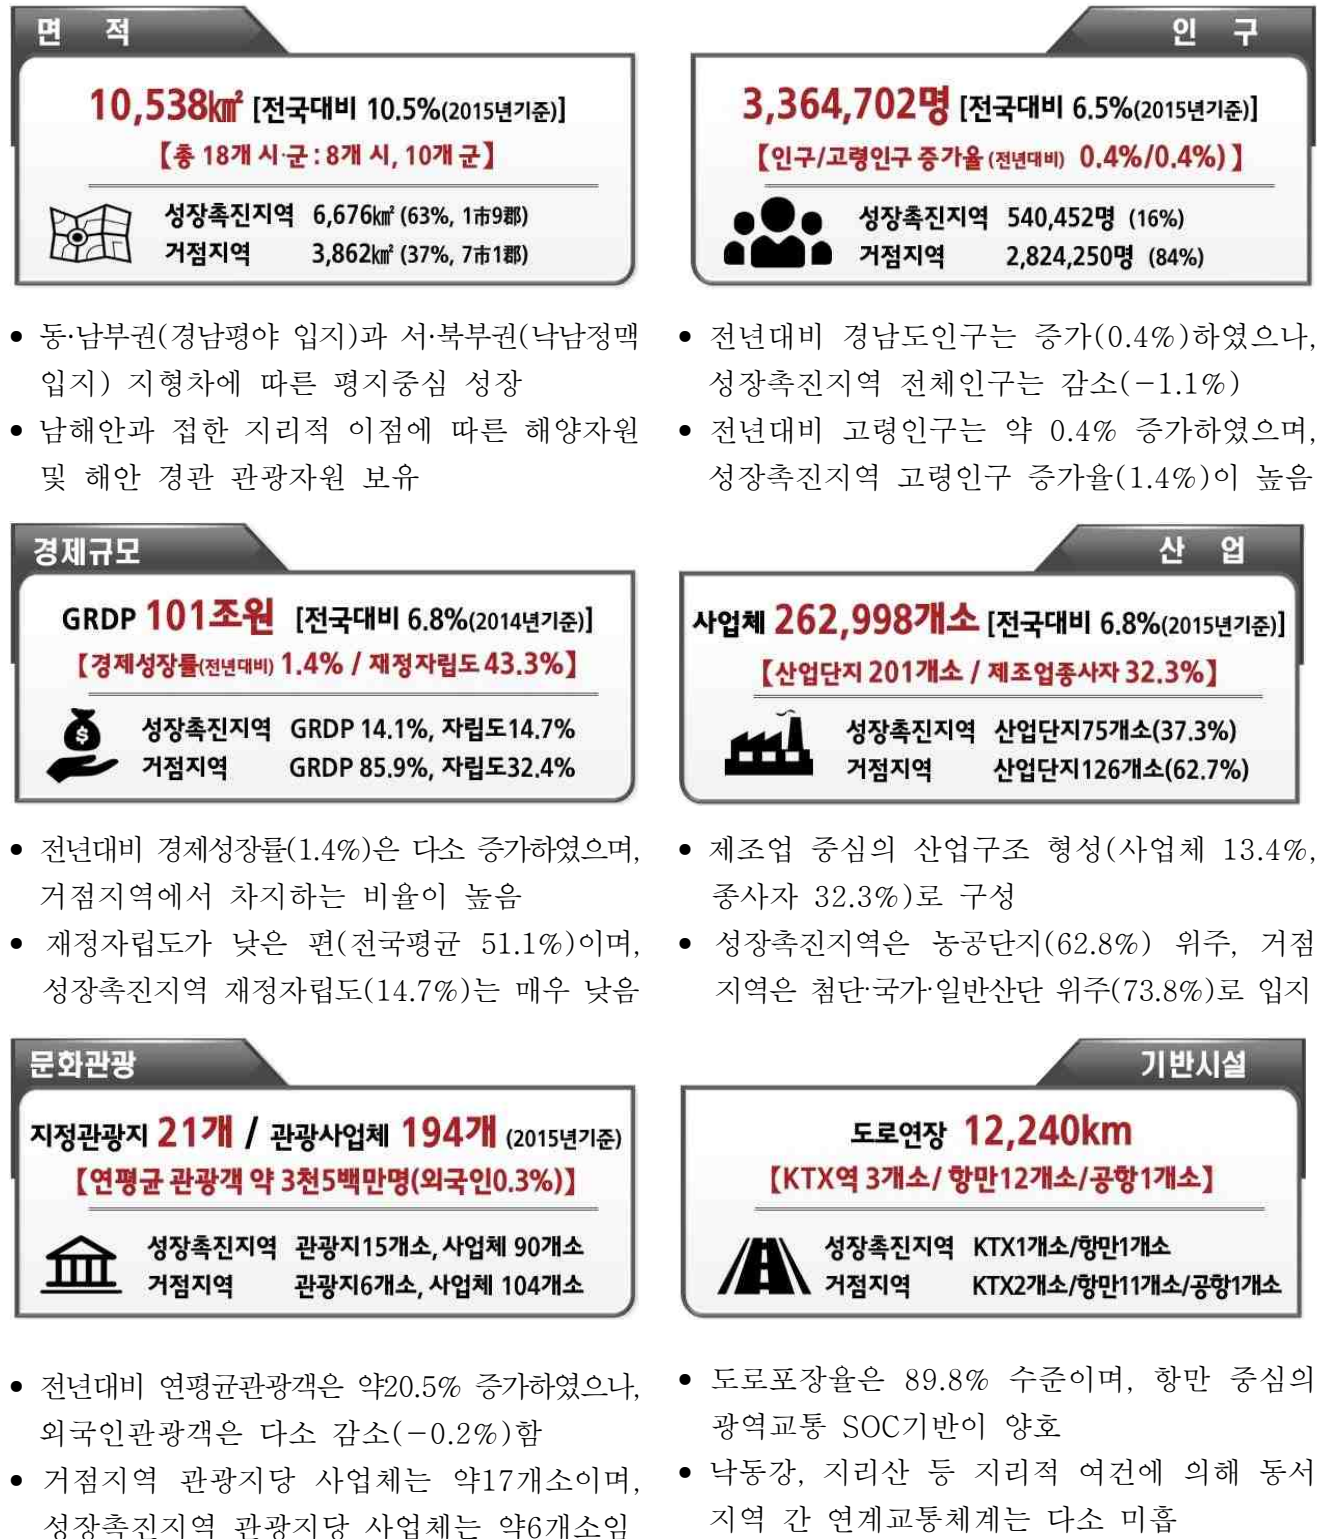 면 적
10,538㎢ [전국대비 10.5%(2015년기준)]
【총 18개 시·군 : 8개 시, 10개 군】
성장촉진지역 6,676㎢ (63%, 1市9郡)
거점지역 3,862㎢ (37%, 7市1郡)
• 동·남부권(경남평야 입지)과 서·북부권(낙남정맥
입지) 지형차에 따른 평지중심 성장
• 남해안과 접한 지리적 이점에 따른 해양자원
및 해안 경관 관광자원 보유
인 구
3,364,702명 [전국대비 6.5%(2015년기준)]
【인구/고령인구 증가율 (전년대비) 0.4%/0.4%) 】
성장촉진지역 540,452명 (16%)
거점지역 2,824,250명 (84%)
• 전년대비 경남도인구는 증가(0.4%)하였으나,
성장촉진지역 전체인구는 감소(-1.1%)
• 전년대비 고령인구는 약 0.4% 증가하였으며,
성장촉진지역 고령인구 증가율(1.4%)이 높음
경제규모
GRDP 101조원 [전국대비 6.8%(2014년기준)]
【경제성장률(전년대비) 1.4% / 재정자립도 43.3%】
성장촉진지역 GRDP 14.1%, 자립도14.7%
거점지역 GRDP 85.9%, 자립도32.4%
• 전년대비 경제성장률(1.4%)은 다소 증가하였으며,
거점지역에서 차지하는 비율이 높음
• 재정자립도가 낮은 편(전국평균 51.1%)이며,
성장촉진지역 재정자립도(14.7%)는 매우 낮음
산 업
사업체 262,998개소 [전국대비 6.8%(2015년기준)]
【산업단지 201개소 / 제조업종사자 32.3%】
성장촉진지역 산업단지75개소(37.3%)
거점지역 산업단지126개소(62.7%)
• 제조업 중심의 산업구조 형성(사업체 13.4%,
종사자 32.3%)로 구성
• 성장촉진지역은 농공단지(62.8%) 위주, 거점
지역은 첨단·국가·일반산단 위주(73.8%)로 입지
문화관광
지정관광지 21개 / 관광사업체 194개 (2015년기준)
【연평균 관광객 약 3천5백만명(외국인0.3%)】
성장촉진지역 관광지15개소, 사업체 90개소
거점지역 관광지6개소, 사업체 104개소
• 전년대비 연평균관광객은 약20.5% 증가하였으나,
외국인관광객은 다소 감소(-0.2%)함
• 거점지역 관광지당 사업체는 약17개소이며,
성장촉진지역 관광지당 사업체는 약6개소임
기반시설
도로연장 12,240km
【KTX역 3개소/ 항만12개소/공항1개소】
성장촉진지역 KTX1개소/항만1개소
거점지역 KTX2개소/항만11개소/공항1개소
• 도로포장율은 89.8% 수준이며, 항만 중심의
광역교통 SOC기반이 양호
• 낙동강, 지리산 등 지리적 여건에 의해 동서
지역 간 연계교통체계는 다소 미흡